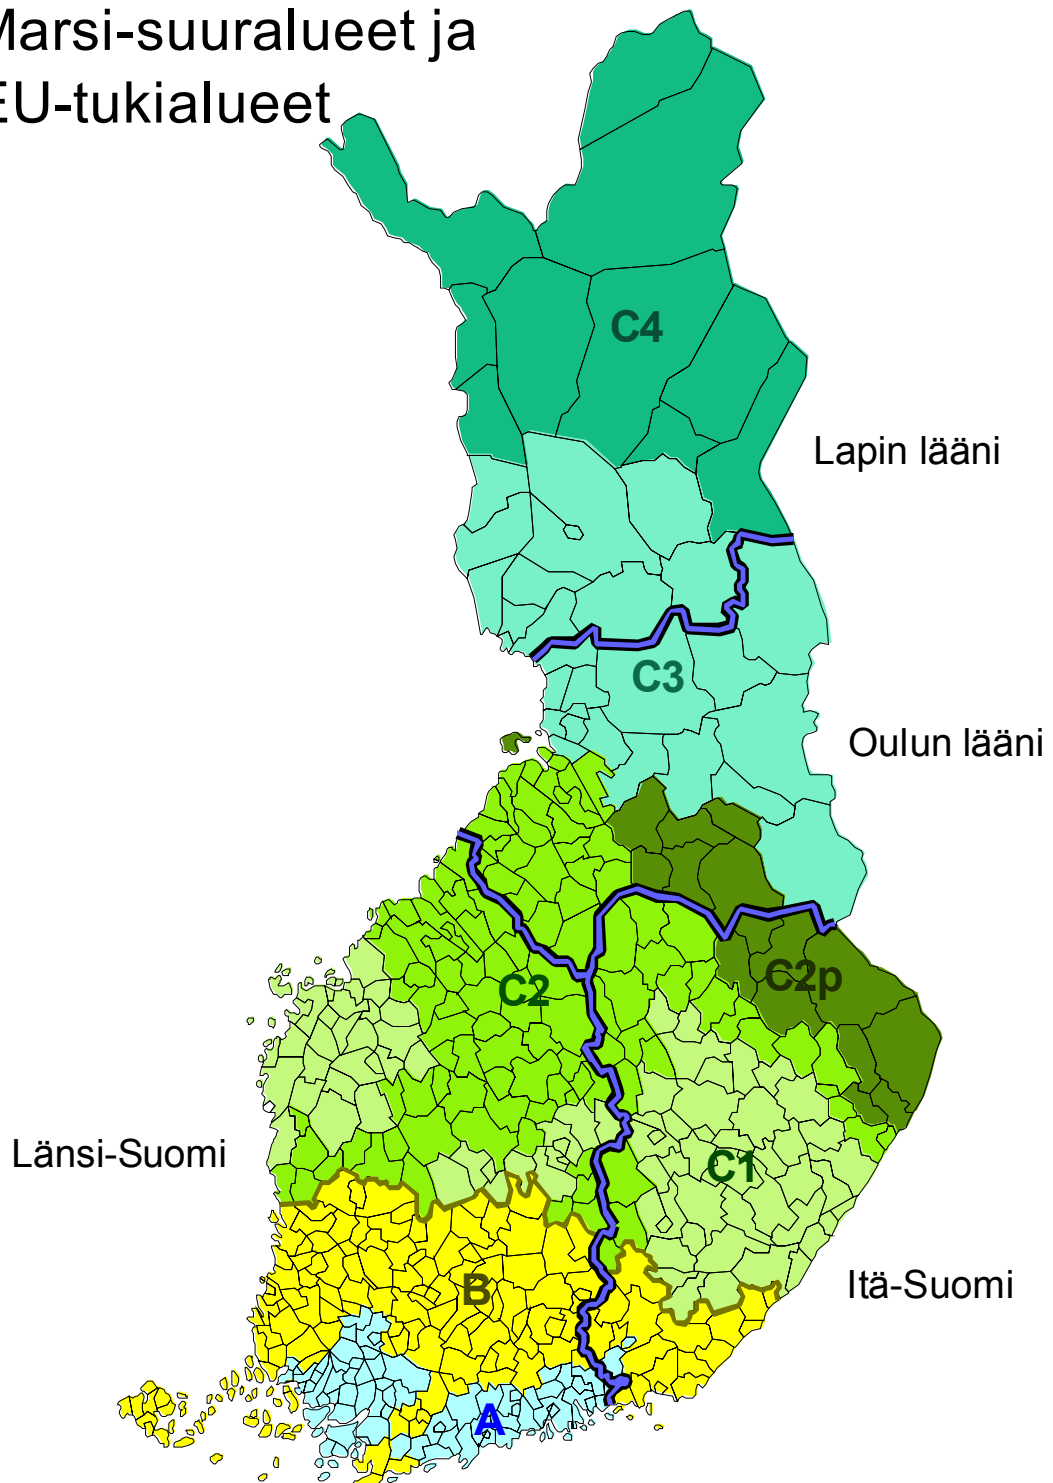 Marsi-suuralueet ja
EU-tukialueet
C4
Lapin lääni
C3
Oulun lääni
C2p
C2
Länsi-Suomi
C1
Itä-Suomi
B
A